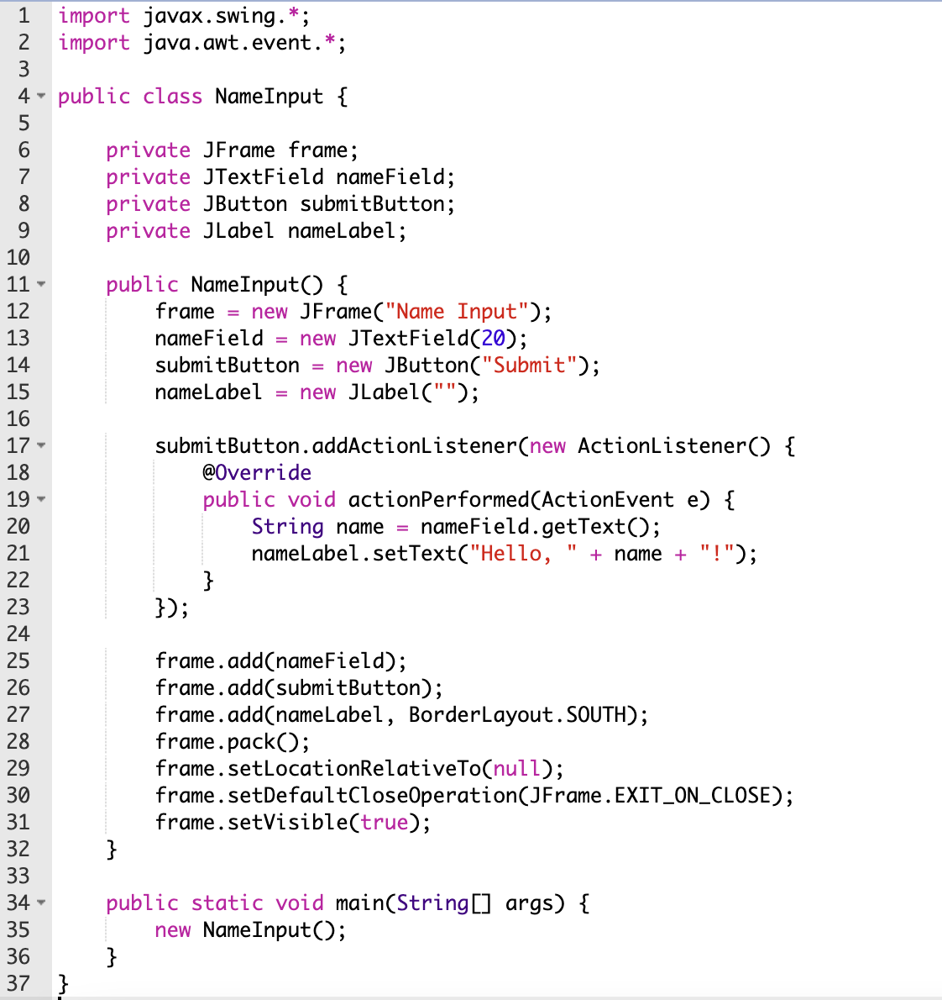 1 import javax.swing.*;
2 import java.awt.event.*;
3
4 public class NameInput {
5
6     private JFrame frame;
7     private JTextField nameField;
8     private JButton submitButton;
9     private JLabel nameLabel;
10
11     public NameInput() {
12         frame = new JFrame("Name Input");
13         nameField = new JTextField(20);
14         submitButton = new JButton("Submit");
15         nameLabel = new JLabel("");
16
17         submitButton.addActionListener(new ActionListener() {
18             @Override
19             public void actionPerformed(ActionEvent e) {
20                 String name = nameField.getText();
21                 nameLabel.setText("Hello, " + name + "!");
22             }
23         });
24
25         frame.add(nameField);
26         frame.add(submitButton);
27         frame.add(nameLabel, BorderLayout.SOUTH);
28         frame.pack();
29         frame.setLocationRelativeTo(null);
30         frame.setDefaultCloseOperation(JFrame.EXIT_ON_CLOSE);
31         frame.setVisible(true);
32     }
33
34     public static void main(String[] args) {
35         new NameInput();
36     }
37 }